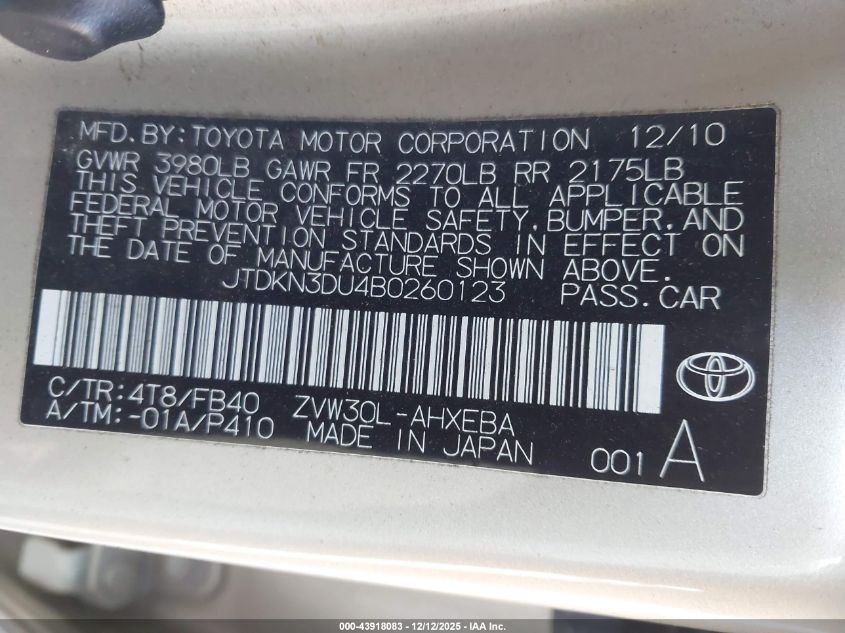 MFD.BY:TOYOTA MOTOR CORPORATION 12/10
GVWR 3980LB GAWR FR 2270LB RR 2175LB
THIS VEHICLE CONFORMS TO ALL APPLICABLE
FEDERAL MOTOR VEHICLE SAFETY,BUMPER,AND
THEFT PREVENTION STANDARDS IN EFFECT ON
THE DATE OF MANUFACTURE SHOWN ABOVE.
JTDKN3DU4B0260123 PASS.CAR
C/TR:4T8/FB40 ZVW30L-AHXEBA
A/TM:-01A/P410 MADE IN JAPAN 001 A
000-43918083 - 12/12/2025 - IAA Inc.